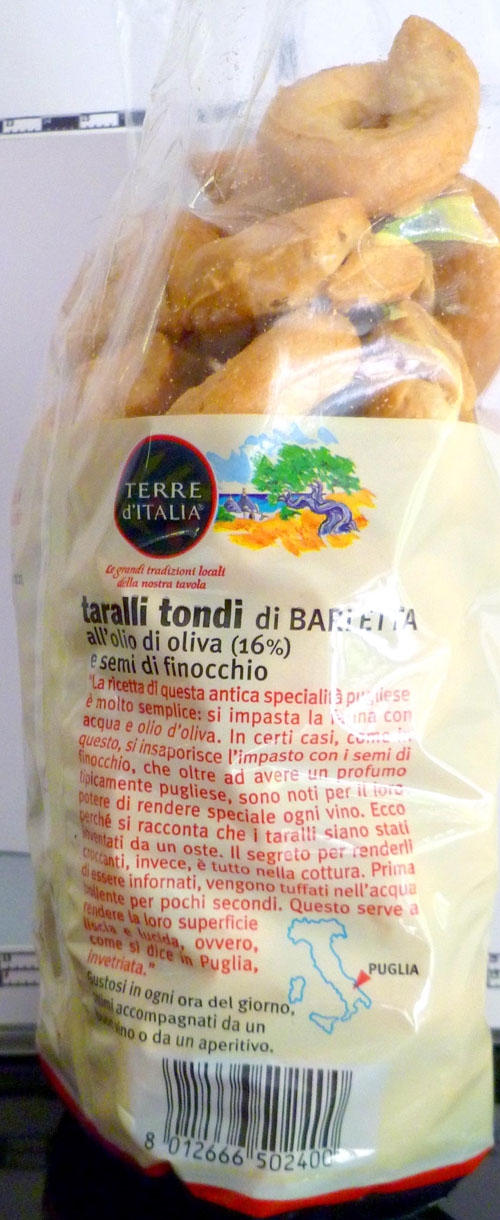 TERRE
d'ITALIA®
Le grandi tradizioni locali
della nostra tavola
taralli tondi di BARLETTA
all'olio di oliva (16%)
e semi di finocchio
"La ricetta di questa antica specialità pugliese
è molto semplice: si impasta la farina con
acqua e olio d'oliva. In certi casi, come in
questo, si insaporisce l'impasto con i semi di
finocchio, che oltre ad avere un profumo
tipicamente pugliese, sono noti per il loro
potere di rendere speciale ogni vino. Ecco
perché si racconta che i taralli siano stati
inventati da un oste. Il segreto per renderli
croccanti, invece, è tutto nella cottura. Prima
di essere infornati, vengono tuffati nell'acqua
bollente per pochi secondi. Questo serve a
rendere la loro superficie
liscia e lucida, ovvero,
come si dice in Puglia,
invetriata."
PUGLIA
Gustosi in ogni ora del giorno,
ottimi accompagnati da un
buon vino o da un aperitivo.
8 012666 502400